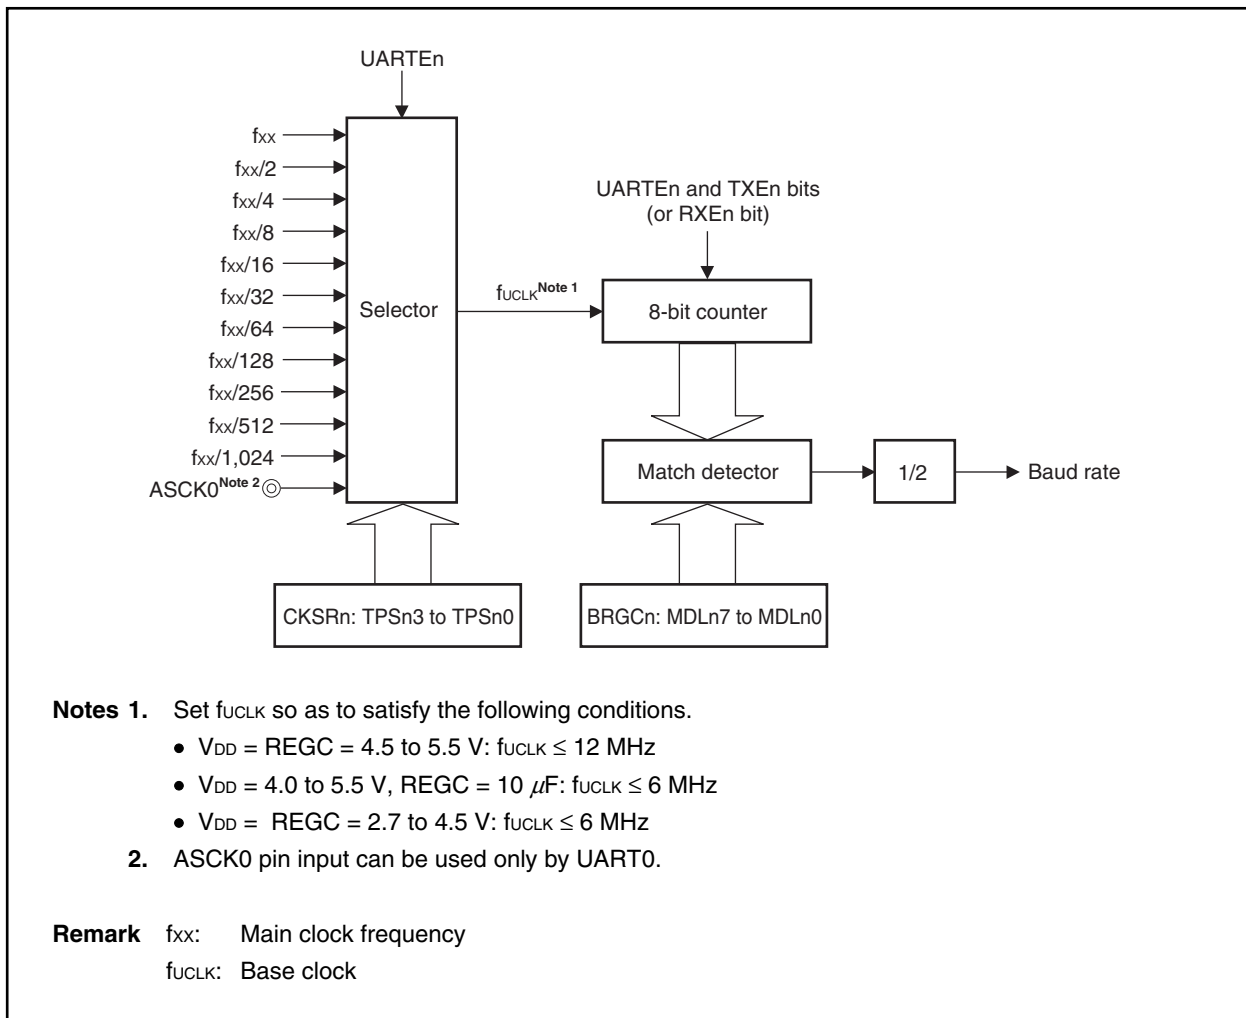 UARTEn
fxx
fxx/2
fxx/4
fxx/8
fxx/16
fxx/32
fxx/64
fxx/128
fxx/256
fxx/512
fxx/1,024
ASCK0Note 2
Selector
fUCLKNote 1
UARTEn and TXEn bits
(or RXEn bit)
8-bit counter
Match detector
1/2
Baud rate
CKSRn: TPSn3 to TPSn0
BRGCn: MDLn7 to MDLn0
Notes 1. Set fUCLK so as to satisfy the following conditions.
• VDD = REGC = 4.5 to 5.5 V: fUCLK ≤ 12 MHz
• VDD = 4.0 to 5.5 V, REGC = 10 μF: fUCLK ≤ 6 MHz
• VDD = REGC = 2.7 to 4.5 V: fUCLK ≤ 6 MHz
2. ASCK0 pin input can be used only by UART0.
Remark fxx: Main clock frequency
fUCLK: Base clock